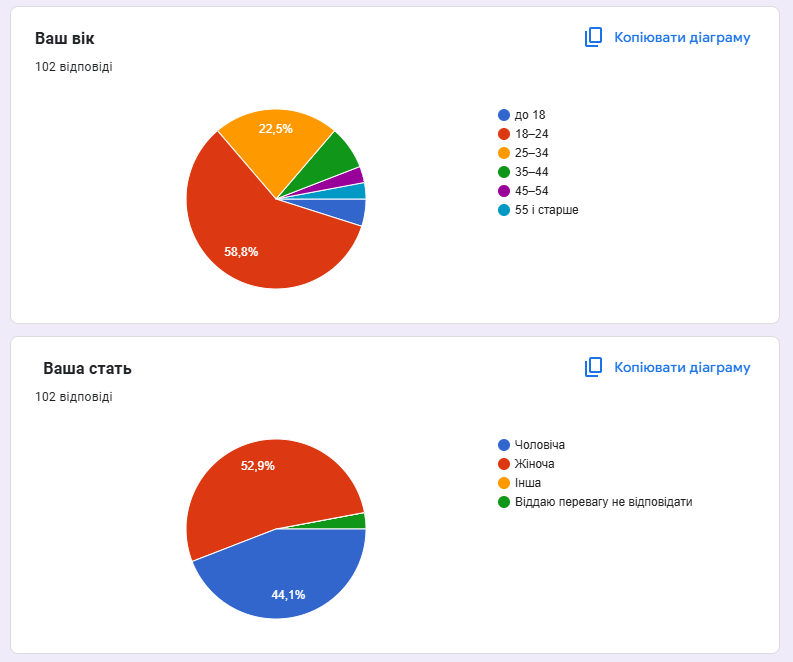 Ваш вік
Копіювати діаграму
102 відповіді
22,5%
58,8%
до 18
18–24
25–34
35–44
45–54
55 і старше
Ваша стать
Копіювати діаграму
102 відповіді
52,9%
44,1%
Чоловіча
Жіноча
Інша
Віддаю перевагу не відповідати